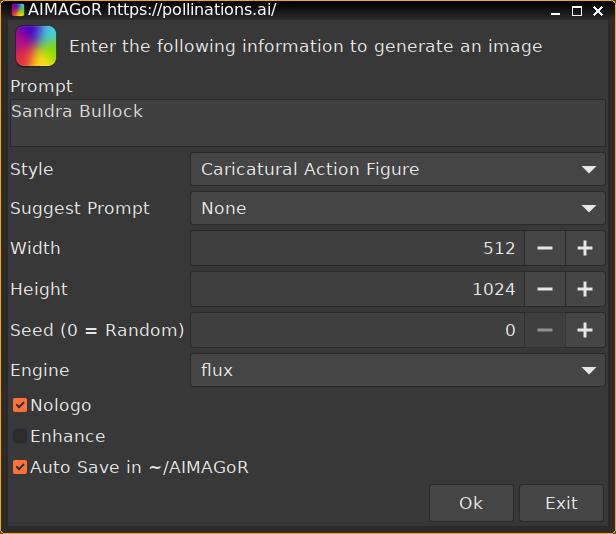 AIMAGoR https://pollinations.ai/
Enter the following information to generate an image
Prompt
Sandra Bullock
Style Caricatural Action Figure
Suggest Prompt None
Width 512
Height 1024
Seed (0 = Random) 0
Engine flux
Nologo
Enhance
Auto Save in ~/AIMAGoR
Ok Exit